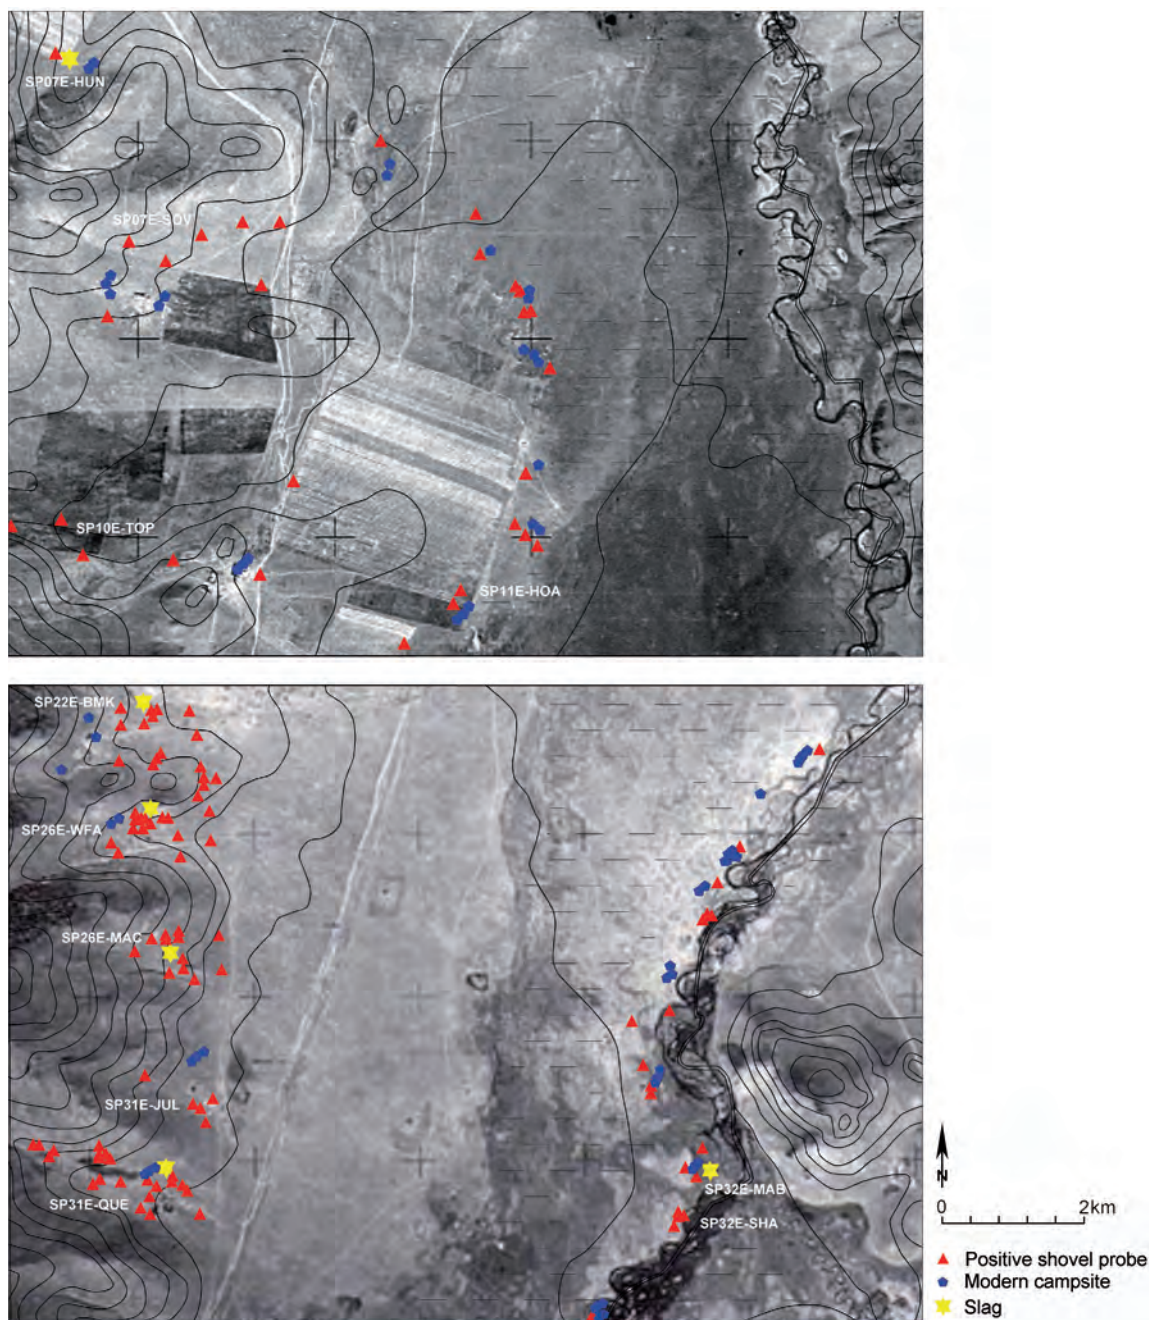 SP07E-HUN
SP07E-SOV
SP10E-TOP
SP11E-HOA
SP22E-BMK
SP26E-WFA
SP26E-MAC
SP31E-JUL
SP31E-QUE
SP32E-MAB
SP32E-SHA
N
0 2km
Positive shovel probe
Modern campsite
Slag